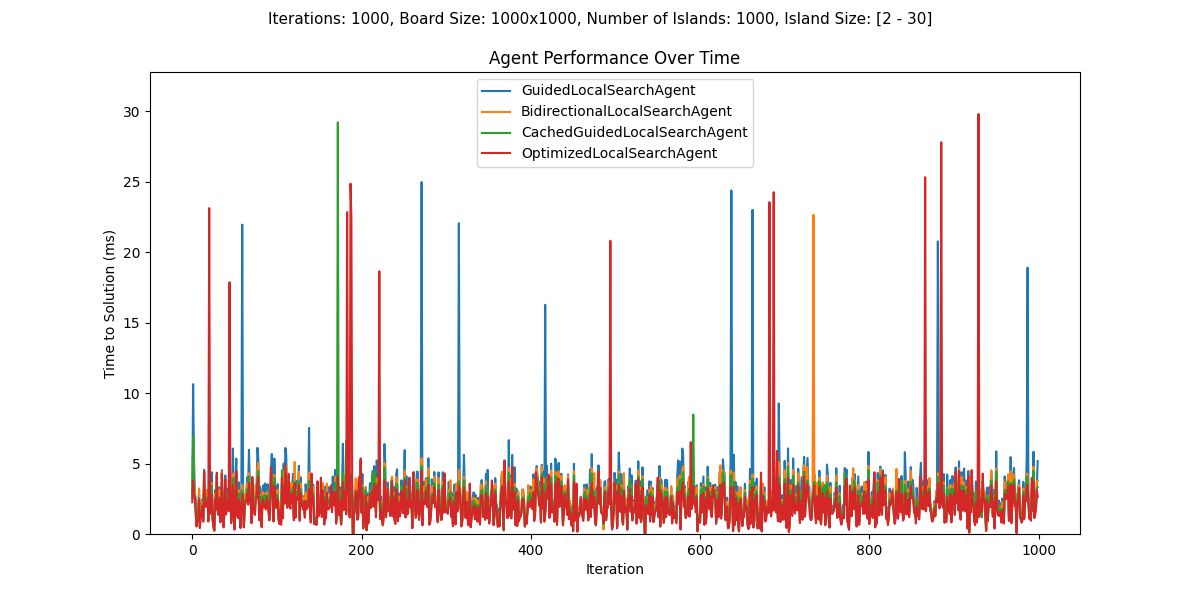 Iterations: 1000, Board Size: 1000x1000, Number of Islands: 1000, Island Size: [2 - 30]
Agent Performance Over Time
GuidedLocalSearchAgent
BidirectionalLocalSearchAgent
CachedGuidedLocalSearchAgent
OptimizedLocalSearchAgent
Time to Solution (ms)
30
25
20
15
10
5
0
0 200 400 600 800 1000
Iteration